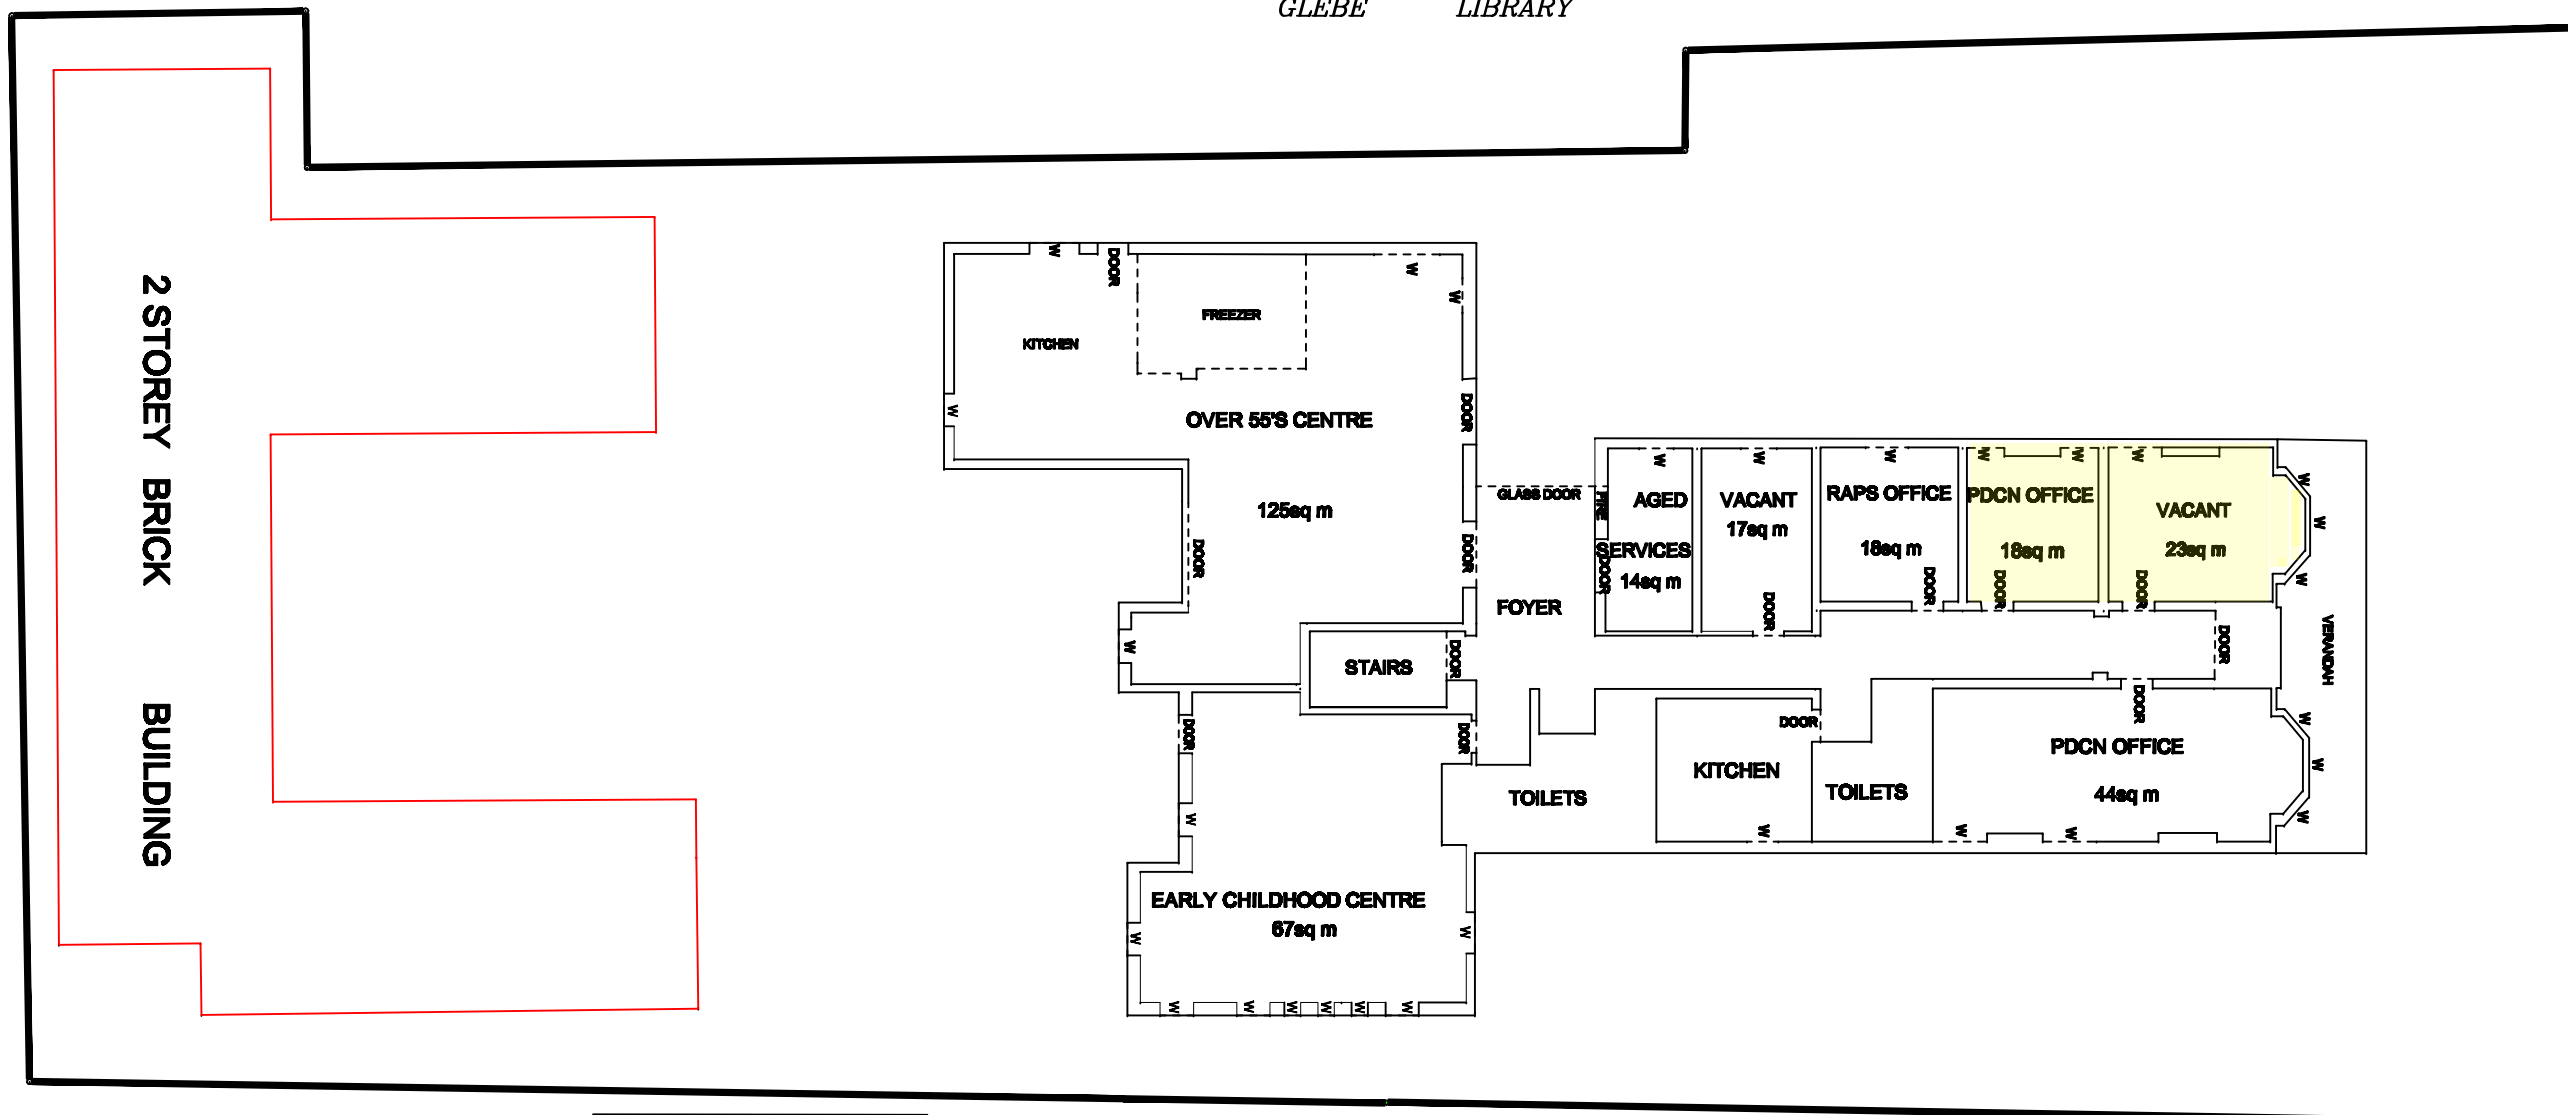 GLEBE LIBRARY
2 STOREY BRICK BUILDING
W
DOOR
W
W
FREEZER
KITCHEN
W
OVER 55'S CENTRE
DOOR
125sq m
DOOR
DOOR
W
STAIRS
DOOR
GLASS DOOR
FOYER
FIRE
DOOR
W
AGED
SERVICES
14sq m
W
VACANT
17sq m
DOOR
W
RAPS OFFICE
18sq m
DOOR
W
W
PDCN OFFICE
18sq m
DOOR
W
VACANT
23sq m
DOOR
W
W
W
DOOR
VERANDAH
DOOR
PDCN OFFICE
44sq m
W
W
W
W
W
DOOR
KITCHEN
W
TOILETS
TOILETS
DOOR
DOOR
W
EARLY CHILDHOOD CENTRE
67sq m
W
W
W
W
W
W
W
W